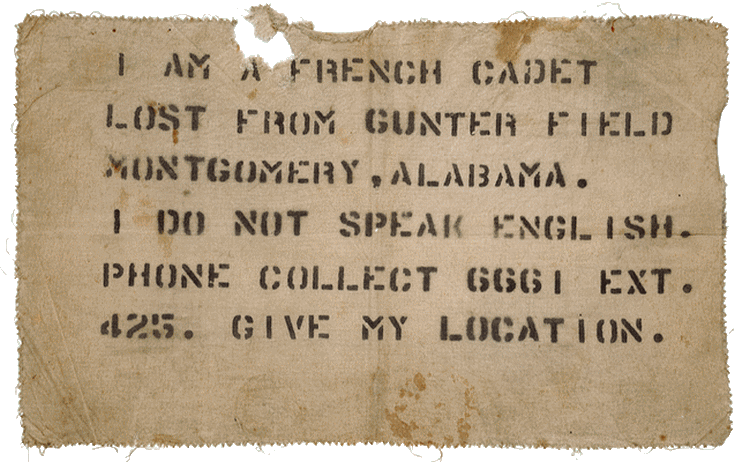 I AM A FRENCH CADET
LOST FROM GUNTER FIELD
MONTGOMERY, ALABAMA.
I DO NOT SPEAK ENGLISH.
PHONE COLLECT 6661 EXT.
425. GIVE MY LOCATION.